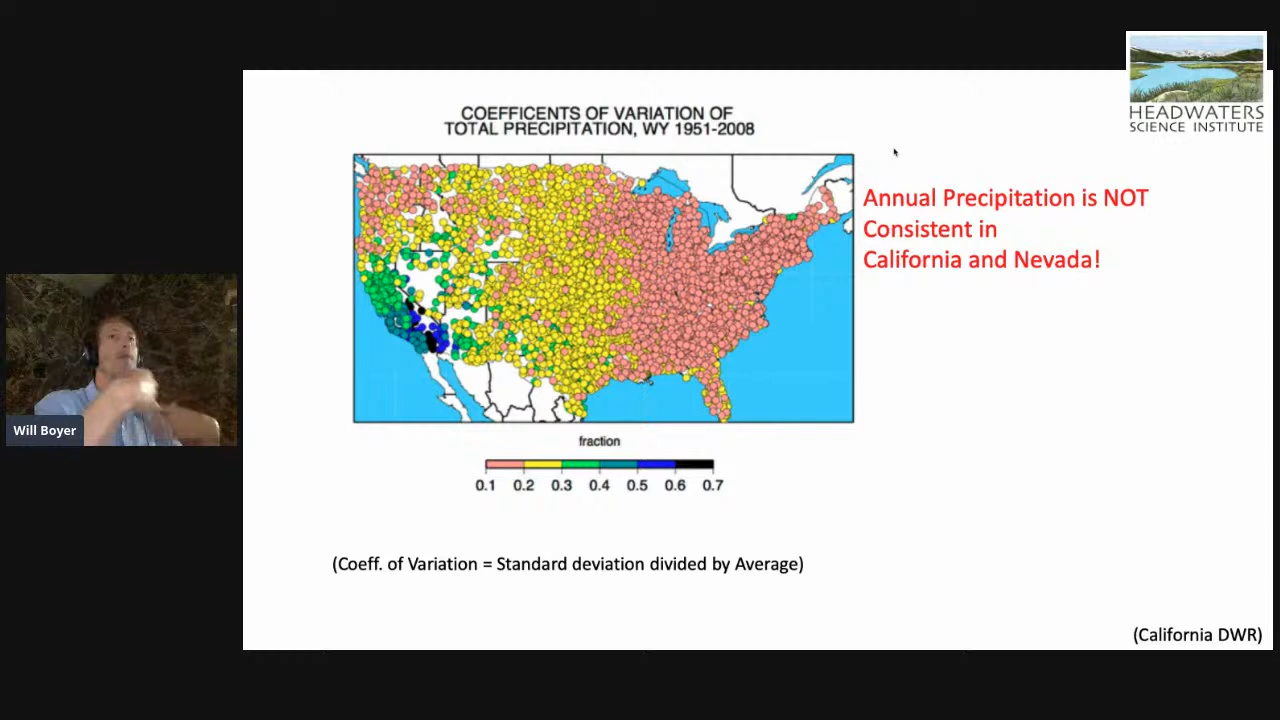 HEADWATERS
SCIENCE INSTITUTE
COEFFICENTS OF VARIATION OF
TOTAL PRECIPITATION, WY 1951-2008
Annual Precipitation is NOT
Consistent in
California and Nevada!
Will Boyer
fraction
0.1 0.2 0.3 0.4 0.5 0.6 0.7
(Coeff. of Variation = Standard deviation divided by Average)
(California DWR)